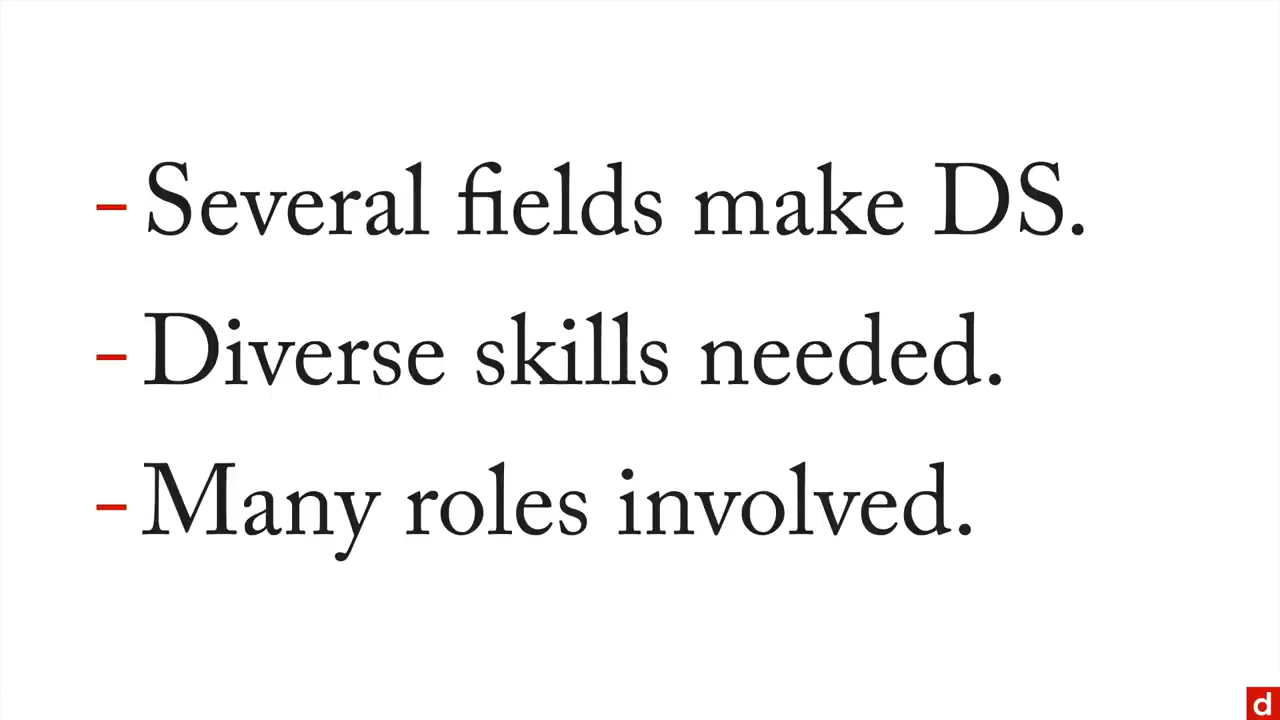 – Several fields make DS.
– Diverse skills needed.
– Many roles involved.
d